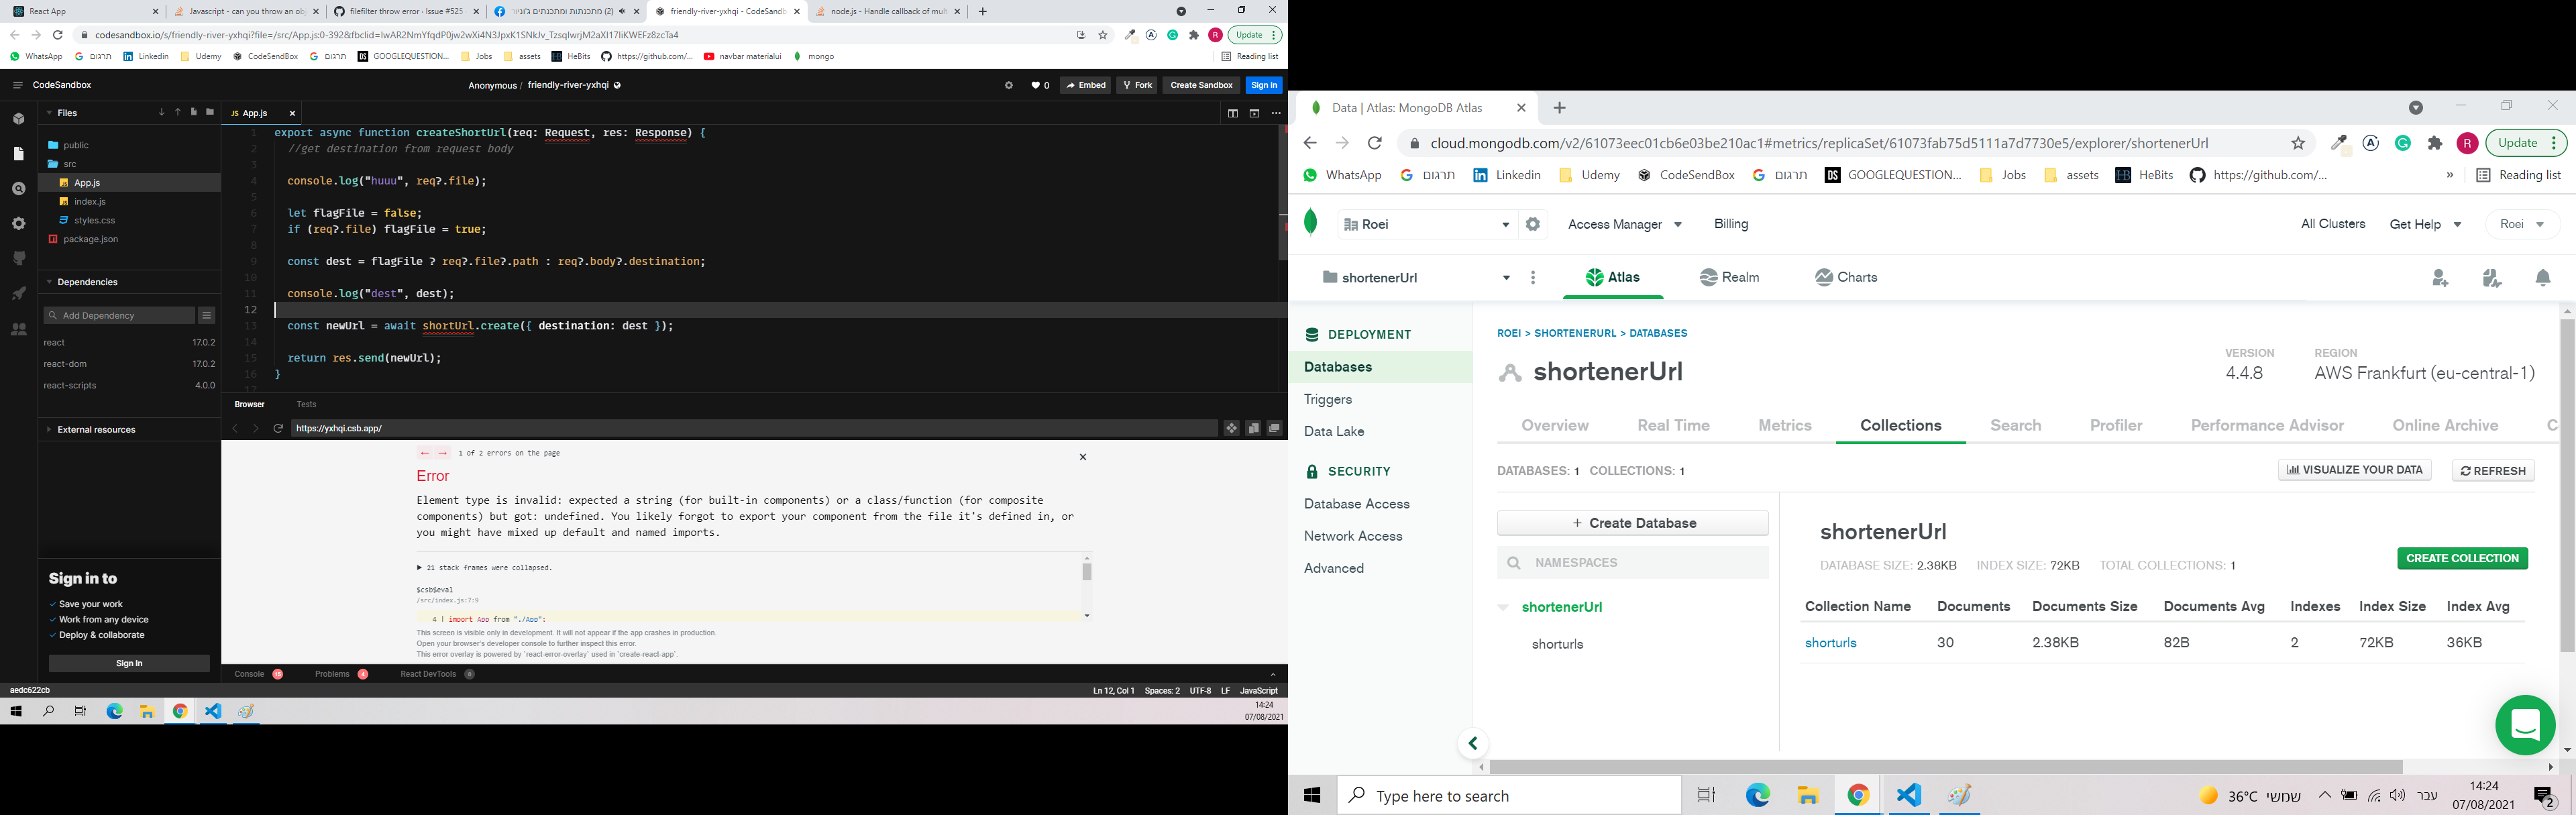 React App
Javascript - can you throw an obj
filefilter throw error · Issue #525
(2) מתכנתות ומתכנתים ג'וניור
friendly-river-yxhqi - CodeSandb
node.js - Handle callback of mult
codesandbox.io/s/friendly-river-yxhqi?file=/src/App.js:0-392&fbclid=IwAR2NmYfqdP0jw2wXi4N3JpxK1SNkJv_TzsqIwrjM2aXI17IiKWEFz8zcTa4
Update
WhatsApp
תרגום
Linkedin
Udemy
CodeSendBox
תרגום
GOOGLEQUESTION...
Jobs
assets
HeBits
https://github.com/...
navbar materialui
mongo
Reading list
CodeSandbox
Anonymous / friendly-river-yxhqi
0
Embed
Fork
Create Sandbox
Sign in
Files
public
src
App.js
index.js
styles.css
package.json
Dependencies
Add Dependency
react 17.0.2
react-dom 17.0.2
react-scripts 4.0.0
External resources
Sign in to
Save your work
Work from any device
Deploy & collaborate
Sign In
aedc622cb
JS App.js
1 export async function createShortUrl(req: Request, res: Response) {
2 //get destination from request body
3
4 console.log("huuu", req?.file);
5
6 let flagFile = false;
7 if (req?.file) flagFile = true;
8
9 const dest = flagFile ? req?.file?.path : req?.body?.destination;
10
11 console.log("dest", dest);
12
13 const newUrl = await shortUrl.create({ destination: dest });
14
15 return res.send(newUrl);
16 }
17
Browser
Tests
https://yxhqi.csb.app/
1 of 2 errors on the page
Error
Element type is invalid: expected a string (for built-in components) or a class/function (for composite
components) but got: undefined. You likely forgot to export your component from the file it's defined in, or
you might have mixed up default and named imports.
21 stack frames were collapsed.
$csb$eval
/src/index.js:7:9
4 | import App from "./App";
This screen is visible only in development. It will not appear if the app crashes in production.
Open your browser's developer console to further inspect this error.
This error overlay is powered by `react-error-overlay` used in `create-react-app`.
Console 15
Problems 4
React DevTools 0
Ln 12, Col 1 Spaces: 2 UTF-8 LF JavaScript
14:24
07/08/2021
Data | Atlas: MongoDB Atlas
cloud.mongodb.com/v2/61073eec01cb6e03be210ac1#metrics/replicaSet/61073fab75d5111a7d7730e5/explorer/shortenerUrl
R
Update
WhatsApp
תרגום
Linkedin
Udemy
CodeSendBox
תרגום
GOOGLEQUESTION...
Jobs
assets
HeBits
https://github.com/...
»
Reading list
Roei
Access Manager
Billing
All Clusters
Get Help
Roei
shortenerUrl
Atlas
Realm
Charts
DEPLOYMENT
Databases
Triggers
Data Lake
SECURITY
Database Access
Network Access
Advanced
ROEI > SHORTENERURL > DATABASES
shortenerUrl
VERSION
4.4.8
REGION
AWS Frankfurt (eu-central-1)
Overview
Real Time
Metrics
Collections
Search
Profiler
Performance Advisor
Online Archive
DATABASES: 1 COLLECTIONS: 1
VISUALIZE YOUR DATA
REFRESH
+ Create Database
NAMESPACES
shortenerUrl
shorturls
shortenerUrl
DATABASE SIZE: 2.38KB INDEX SIZE: 72KB TOTAL COLLECTIONS: 1
CREATE COLLECTION
Collection Name Documents Documents Size Documents Avg Indexes Index Size Index Avg
shorturls 30 2.38KB 82B 2 72KB 36KB
Type here to search
36°C שמשי
עבר
14:24
07/08/2021
2